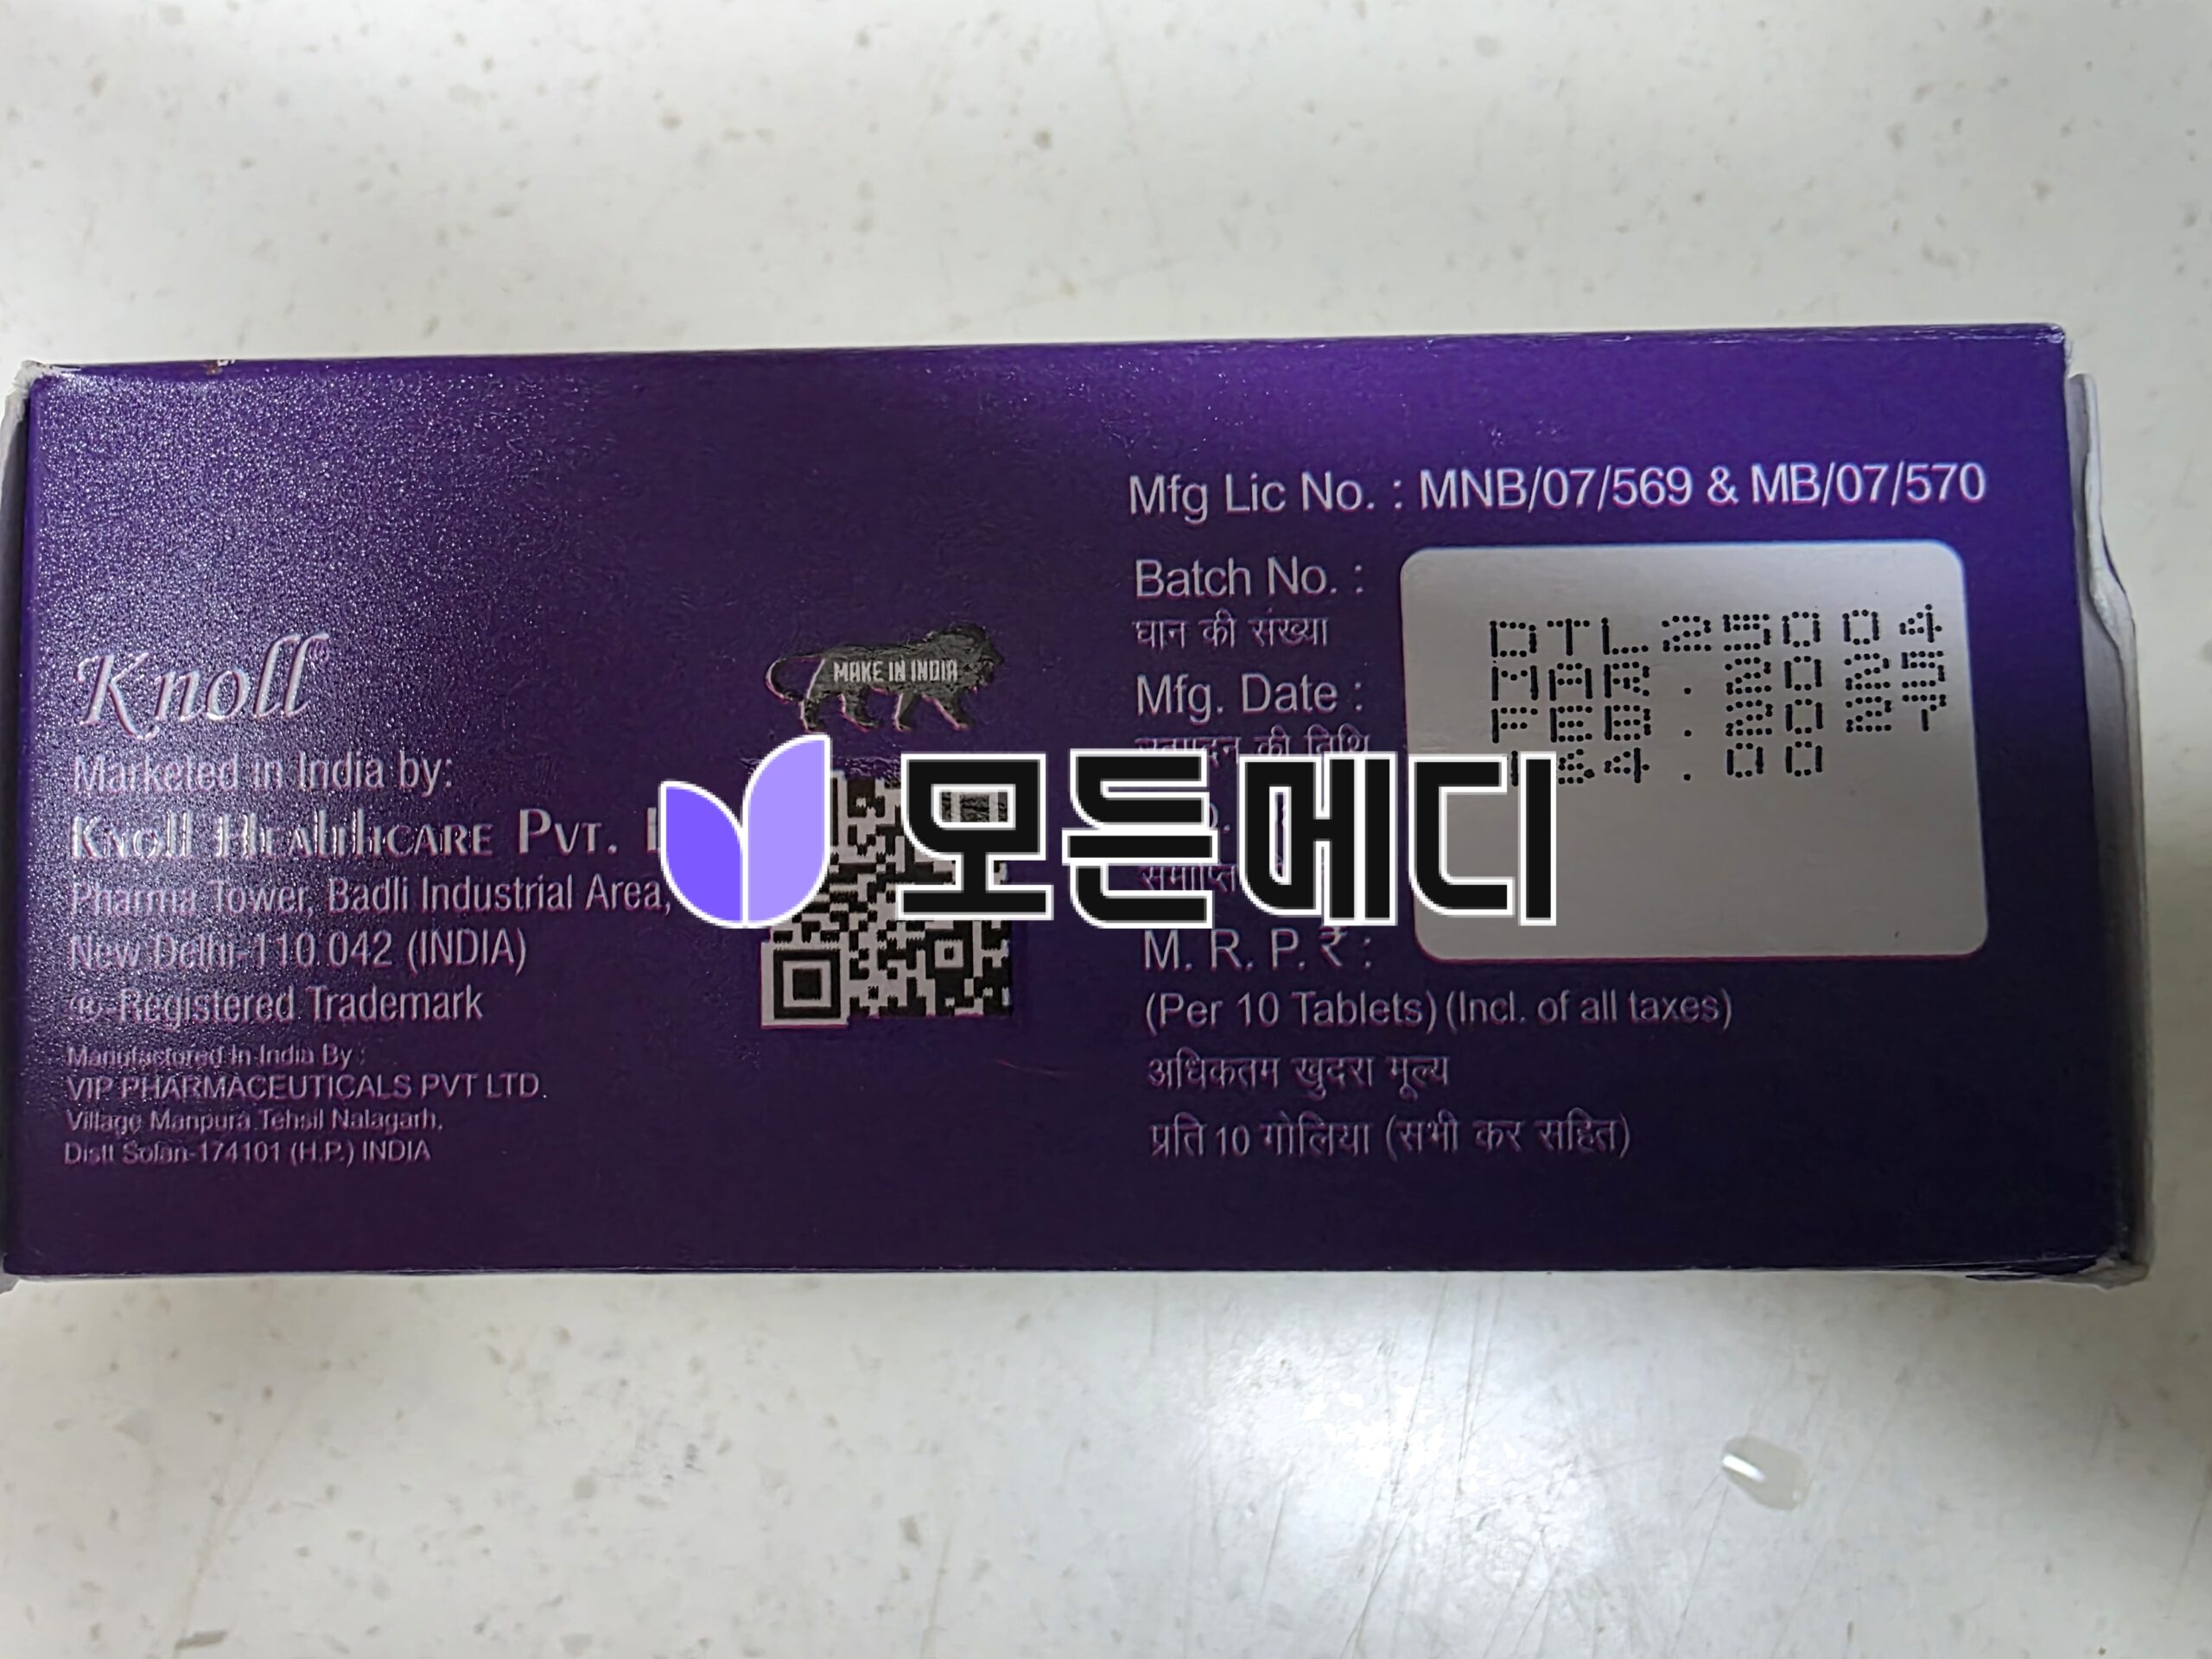 Knoll
Marketed in India by:
Knoll Healthcare Pvt.
Pharma Tower, Badli Industrial Area,
New Delhi-110 042 (INDIA)
®-Registered Trademark
Manufactured In India By :
VIP PHARMACEUTICALS PVT LTD.
Village Manpura Tehsil Nalagarh,
Distt Solan-174101 (H.P.) INDIA
MAKE IN INDIA
모든메디
Mfg Lic No. : MNB/07/569 & MB/07/570
Batch No. :
घान की संख्या
Mfg. Date :
की तिथि
M. R. P. ₹ :
(Per 10 Tablets) (Incl. of all taxes)
अधिकतम खुदरा मूल्य
प्रति 10 गोलिया (सभी कर सहित)
DTL25004
MAR.2025
FEB.2027